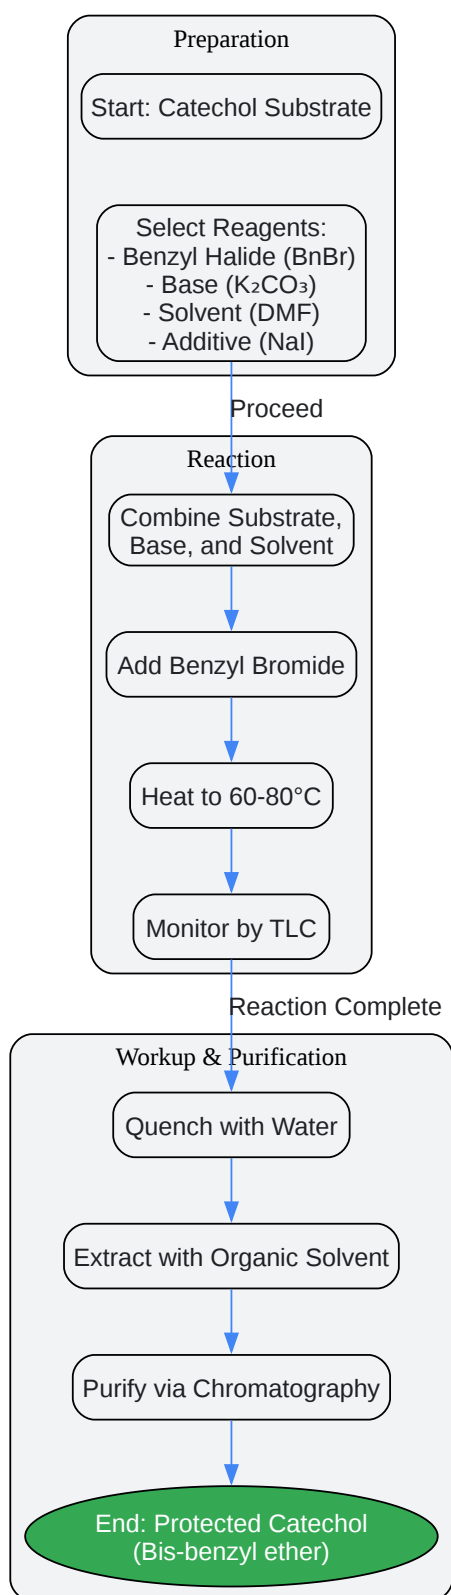 Preparation
Start: Catechol Substrate
Select Reagents:
- Benzyl Halide (BnBr)
- Base (K₂CO₃)
- Solvent (DMF)
- Additive (NaI)
Proceed
Reaction
Combine Substrate,
Base, and Solvent
Add Benzyl Bromide
Heat to 60-80°C
Monitor by TLC
Reaction Complete
Workup & Purification
Quench with Water
Extract with Organic Solvent
Purify via Chromatography
End: Protected Catechol
(Bis-benzyl ether)